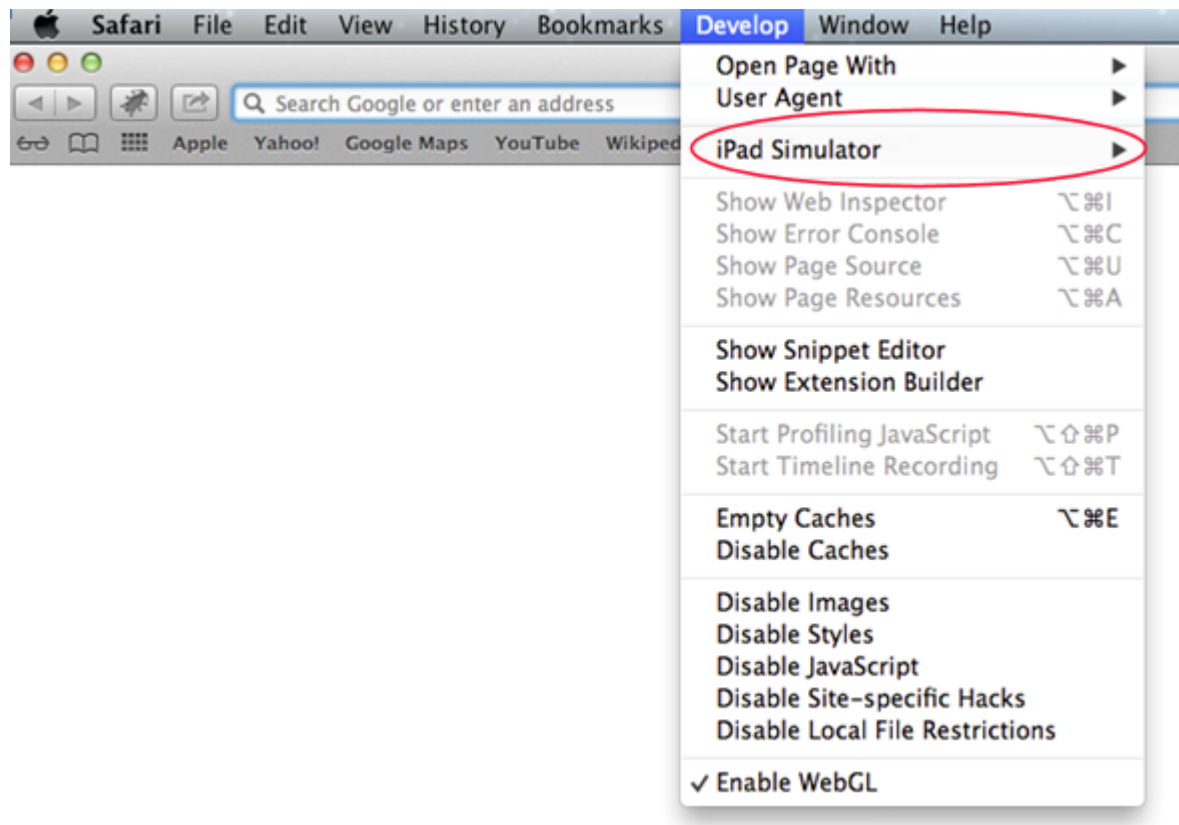 Safari File Edit View History Bookmarks Develop Window Help
Search Google or enter an address
Apple Yahoo! Google Maps YouTube Wikiped
Open Page With
User Agent
iPad Simulator
Show Web Inspector ⌥⌘I
Show Error Console ⌥⌘C
Show Page Source ⌥⌘U
Show Page Resources ⌥⌘A
Show Snippet Editor
Show Extension Builder
Start Profiling JavaScript ⌥⇧⌘P
Start Timeline Recording ⌥⇧⌘T
Empty Caches ⌥⌘E
Disable Caches
Disable Images
Disable Styles
Disable JavaScript
Disable Site-specific Hacks
Disable Local File Restrictions
✓ Enable WebGL